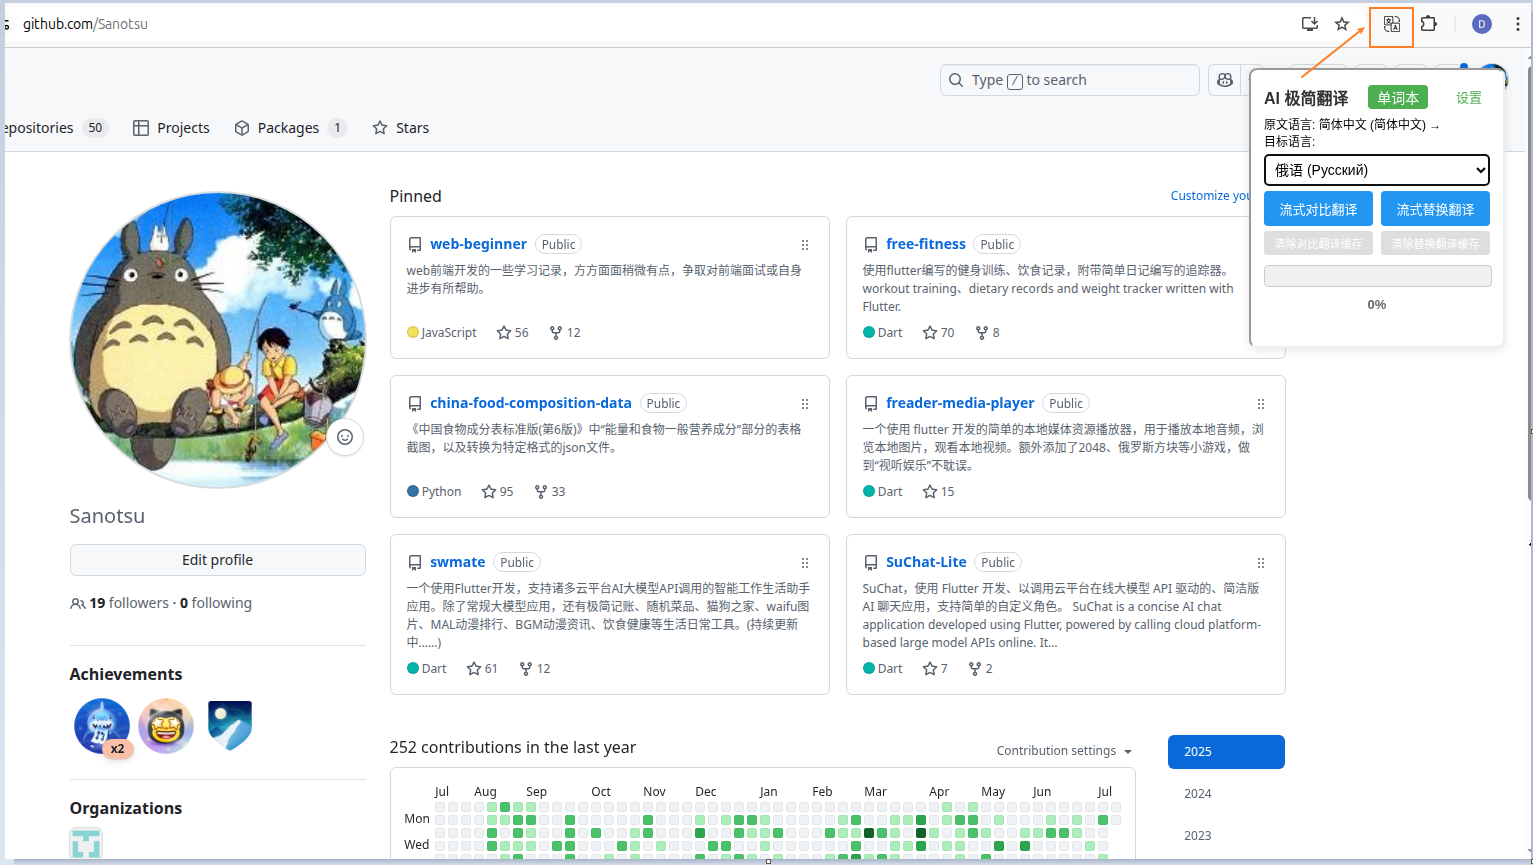 github.com/Sanotsu
D
Type / to search
epositories 50 Projects Packages 1 Stars
AI 极简翻译 单词本 设置
原文语言: 简体中文 (简体中文) →
目标语言:
俄语 (Русский)
流式对比翻译 流式替换翻译
清除对比翻译缓存 清除替换翻译缓存
0%
Pinned
Customize you
web-beginner Public
web前端开发的一些学习记录，方方面面稍微有点，争取对前端面试或自身
进步有所帮助。
JavaScript 56 12
free-fitness Public
使用flutter编写的健身训练、饮食记录，附带简单日记编写的追踪器。
workout training、dietary records and weight tracker written with
Flutter.
Dart 70 8
china-food-composition-data Public
《中国食物成分表标准版(第6版)》中“能量和食物一般营养成分”部分的表格
截图，以及转换为特定格式的json文件。
Python 95 33
freader-media-player Public
一个使用 flutter 开发的简单的本地媒体资源播放器，用于播放本地音频，浏
览本地图片，观看本地视频。额外添加了2048、俄罗斯方块等小游戏，做
到“视听娱乐”不耽误。
Dart 15
swmate Public
一个使用Flutter开发，支持诸多云平台AI大模型API调用的智能工作生活助手
应用。除了常规大模型应用，还有极简记账、随机菜品、猫狗之家、waifu图
片、MAL动漫排行、BGM动漫资讯、饮食健康等生活日常工具。(持续更新
中……)
Dart 61 12
SuChat-Lite Public
SuChat，使用 Flutter 开发、以调用云平台在线大模型 API 驱动的、简洁版
AI 聊天应用，支持简单的自定义角色。 SuChat is a concise AI chat
application developed using Flutter, powered by calling cloud platform-
based large model APIs online. It...
Dart 7 2
Sanotsu
Edit profile
19 followers · 0 following
Achievements
x2
Organizations
252 contributions in the last year
Contribution settings
2025
2024
2023
Jul Aug Sep Oct Nov Dec Jan Feb Mar Apr May Jun Jul
Mon
Wed